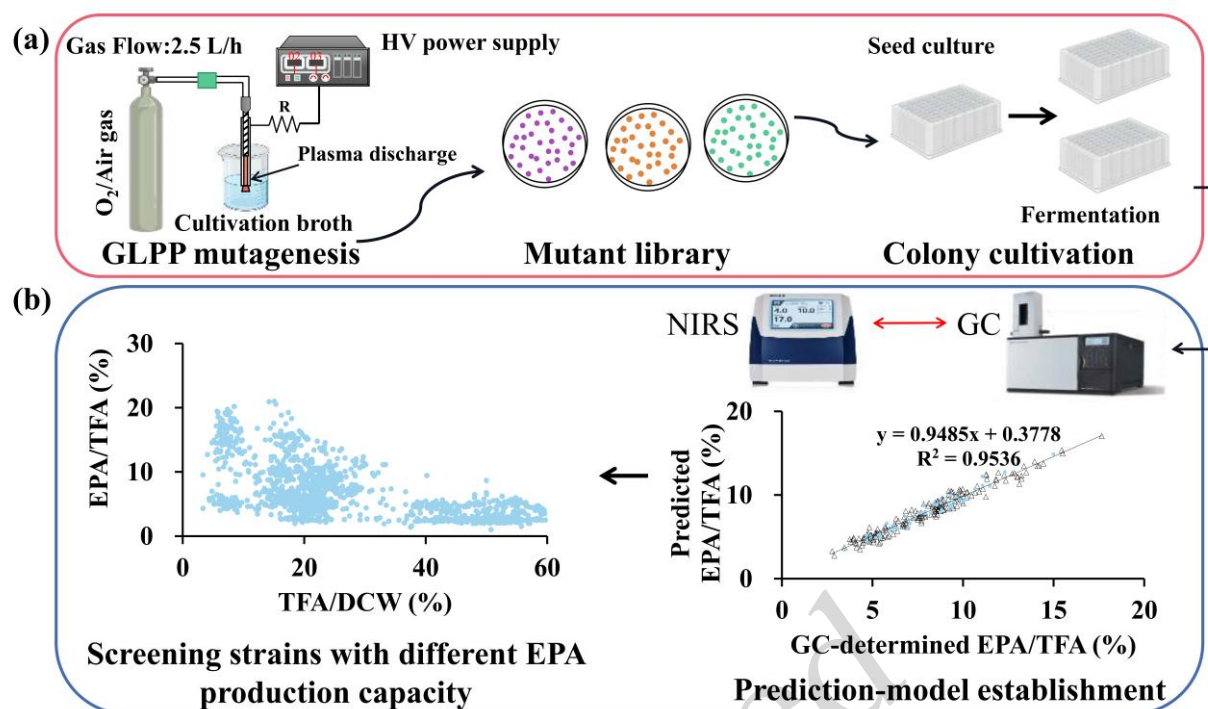 (a)
Gas Flow:2.5 L/h
HV power supply
O₂/Air gas
R
Plasma discharge
Cultivation broth
GLPP mutagenesis
Mutant library
Seed culture
Fermentation
Colony cultivation
(b)
NIRS
GC
EPA/TFA (%)
30
20
10
0
0 20 40 60
TFA/DCW (%)
Screening strains with different EPA
production capacity
Predicted
EPA/TFA (%)
20
10
0
y = 0.9485x + 0.3778
R² = 0.9536
0 5 10 15 20
GC-determined EPA/TFA (%)
Prediction-model establishment